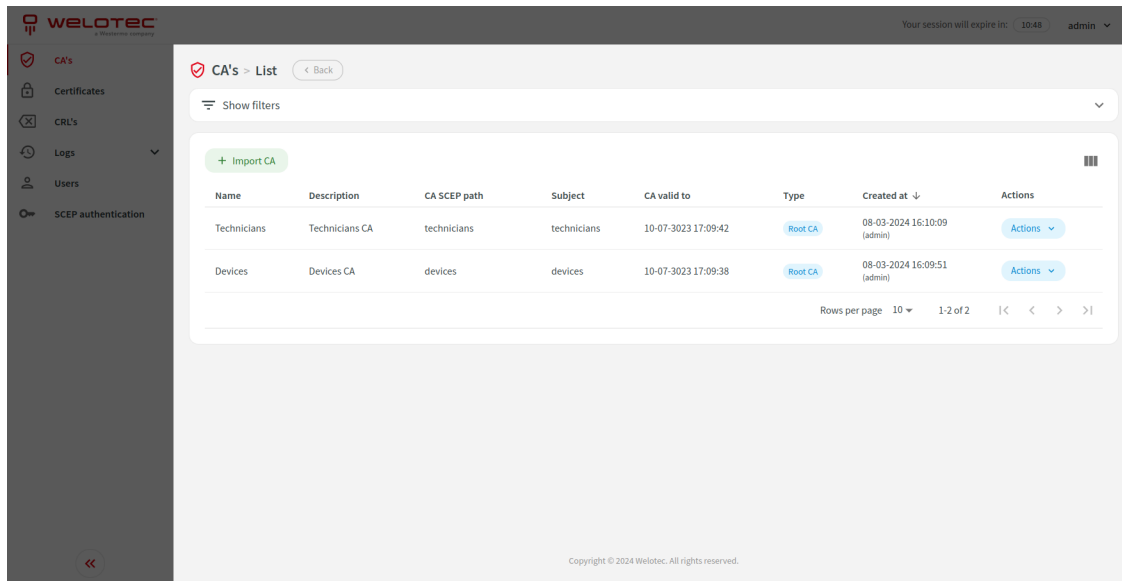 WELOTEC
a Westermo company
Your session will expire in: 10:48 admin
CA's
Certificates
CRL's
Logs
Users
SCEP authentication
CA's > List < Back
Show filters
+ Import CA
Name Description CA SCEP path Subject CA valid to Type Created at ↓ Actions
Technicians Technicians CA technicians technicians 10-07-3023 17:09:42 Root CA 08-03-2024 16:10:09 (admin) Actions
Devices Devices CA devices devices 10-07-3023 17:09:38 Root CA 08-03-2024 16:09:51 (admin) Actions
Rows per page 10 1-2 of 2
Copyright © 2024 Welotec. All rights reserved.